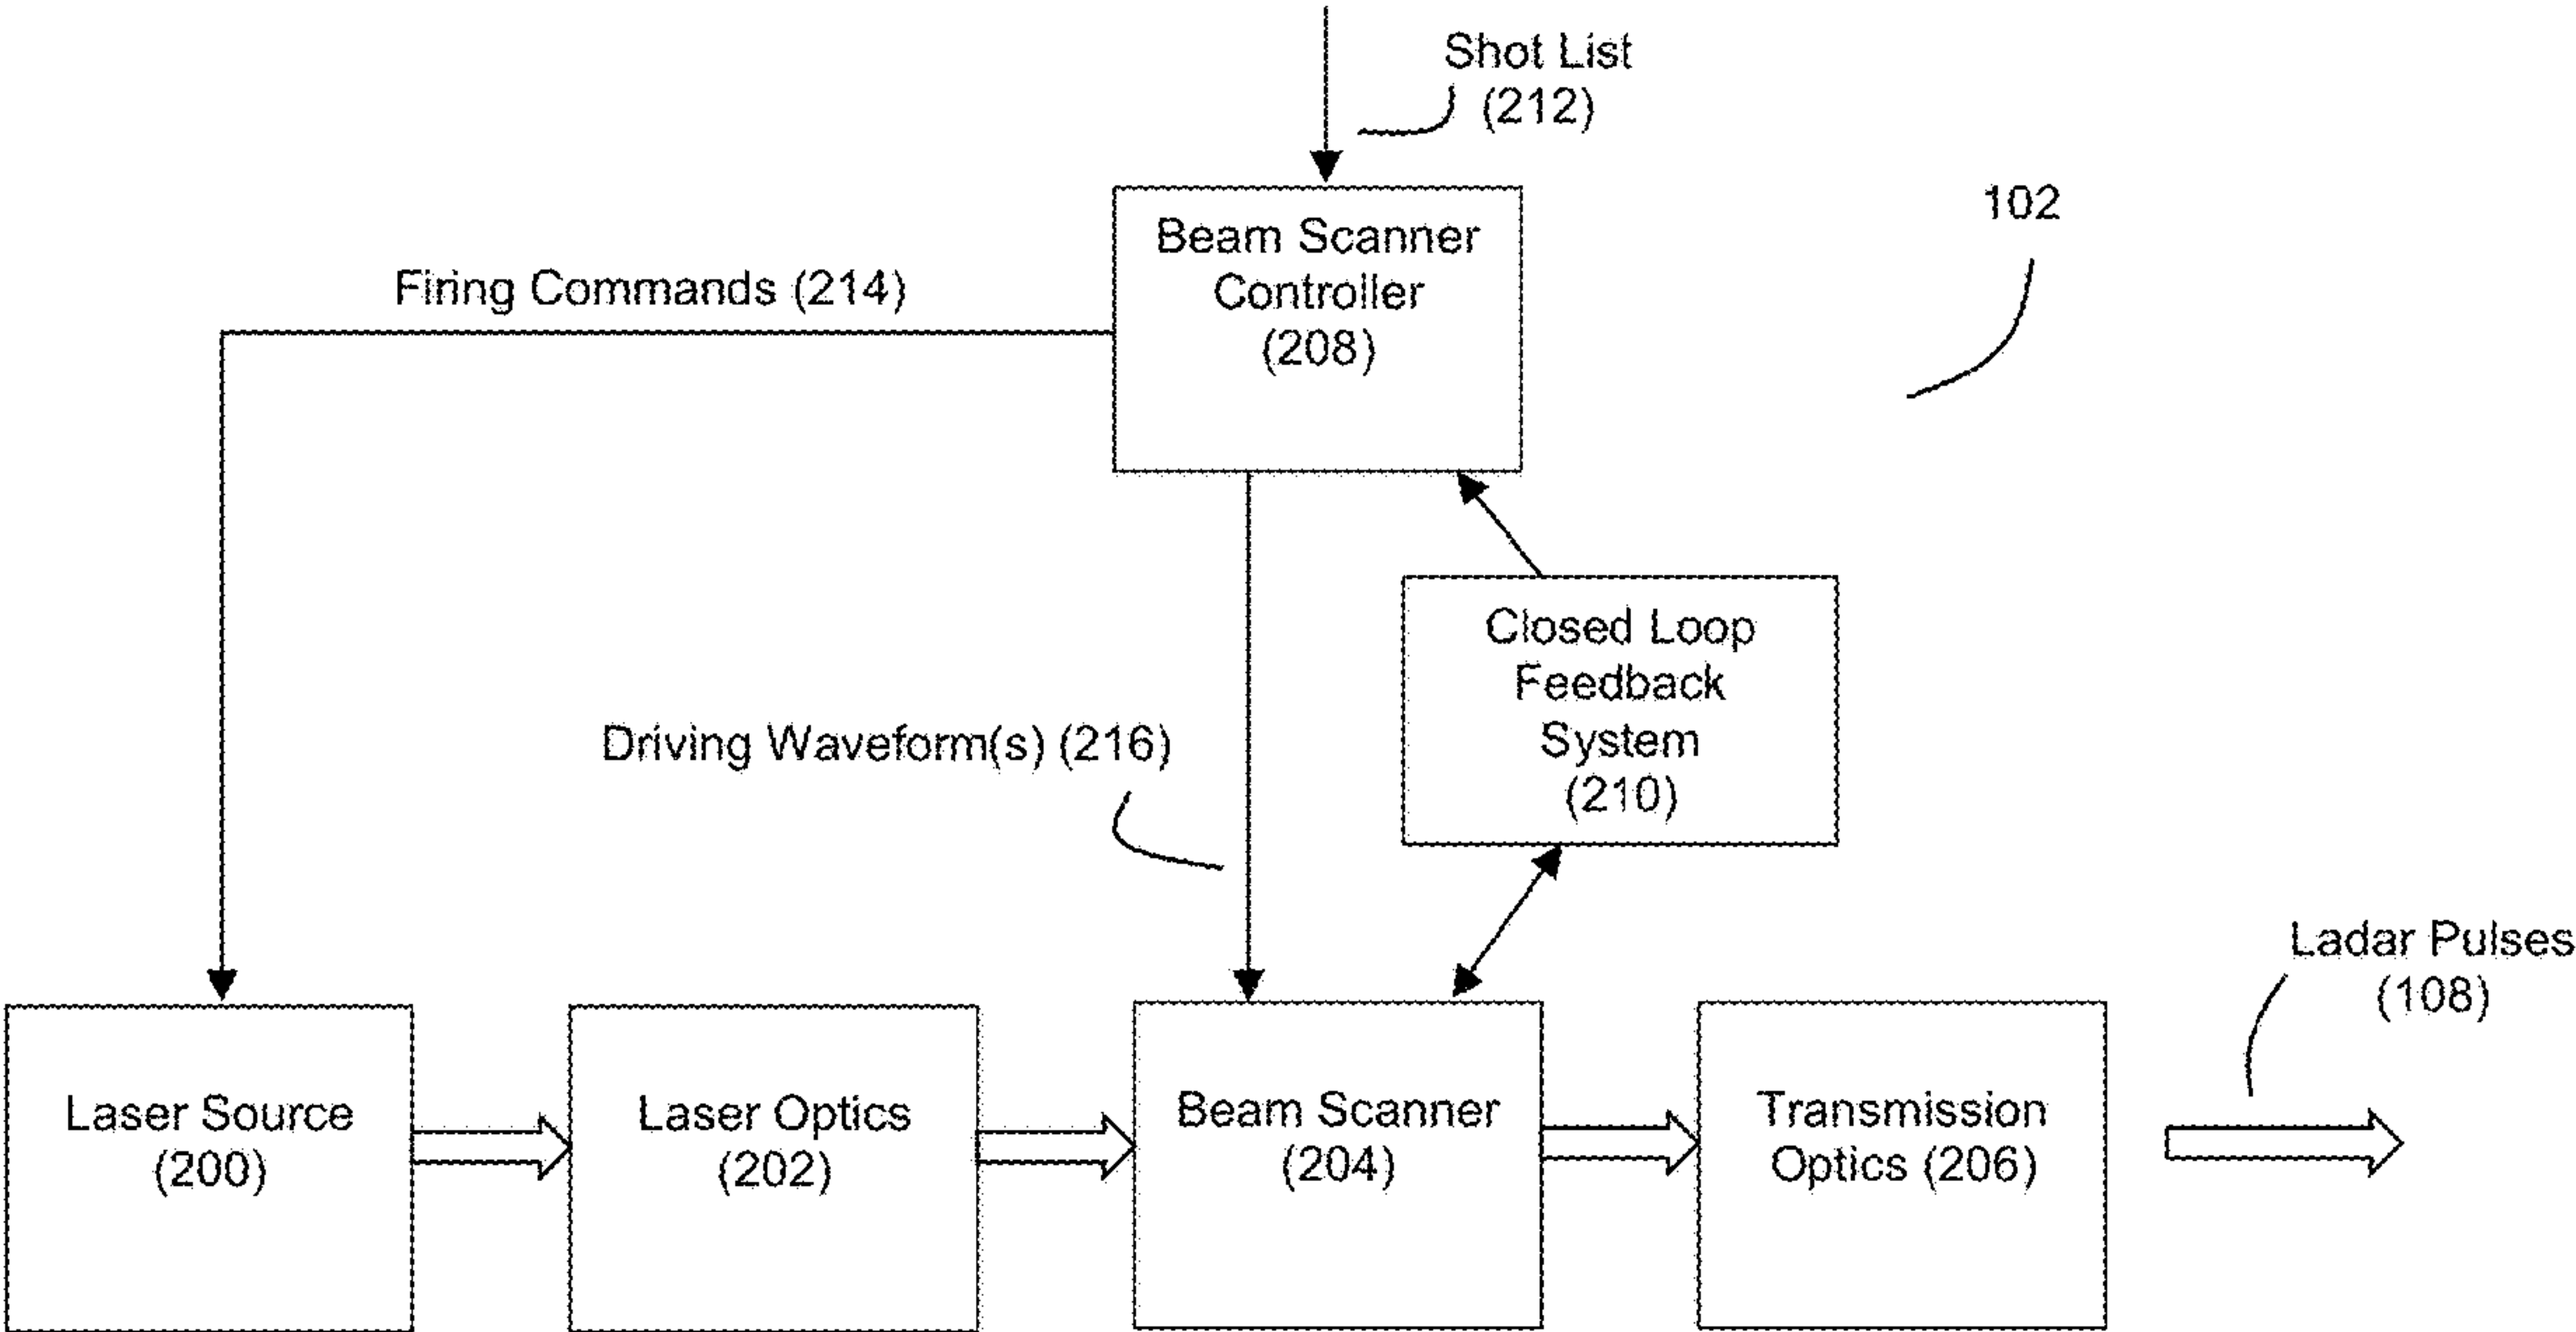 Shot List
(212)
102
Beam Scanner
Controller
(208)
Firing Commands (214)
Closed Loop
Feedback
System
(210)
Driving Waveform(s) (216)
Ladar Pulses
(108)
Laser Source
(200)
Laser Optics
(202)
Beam Scanner
(204)
Transmission
Optics (206)